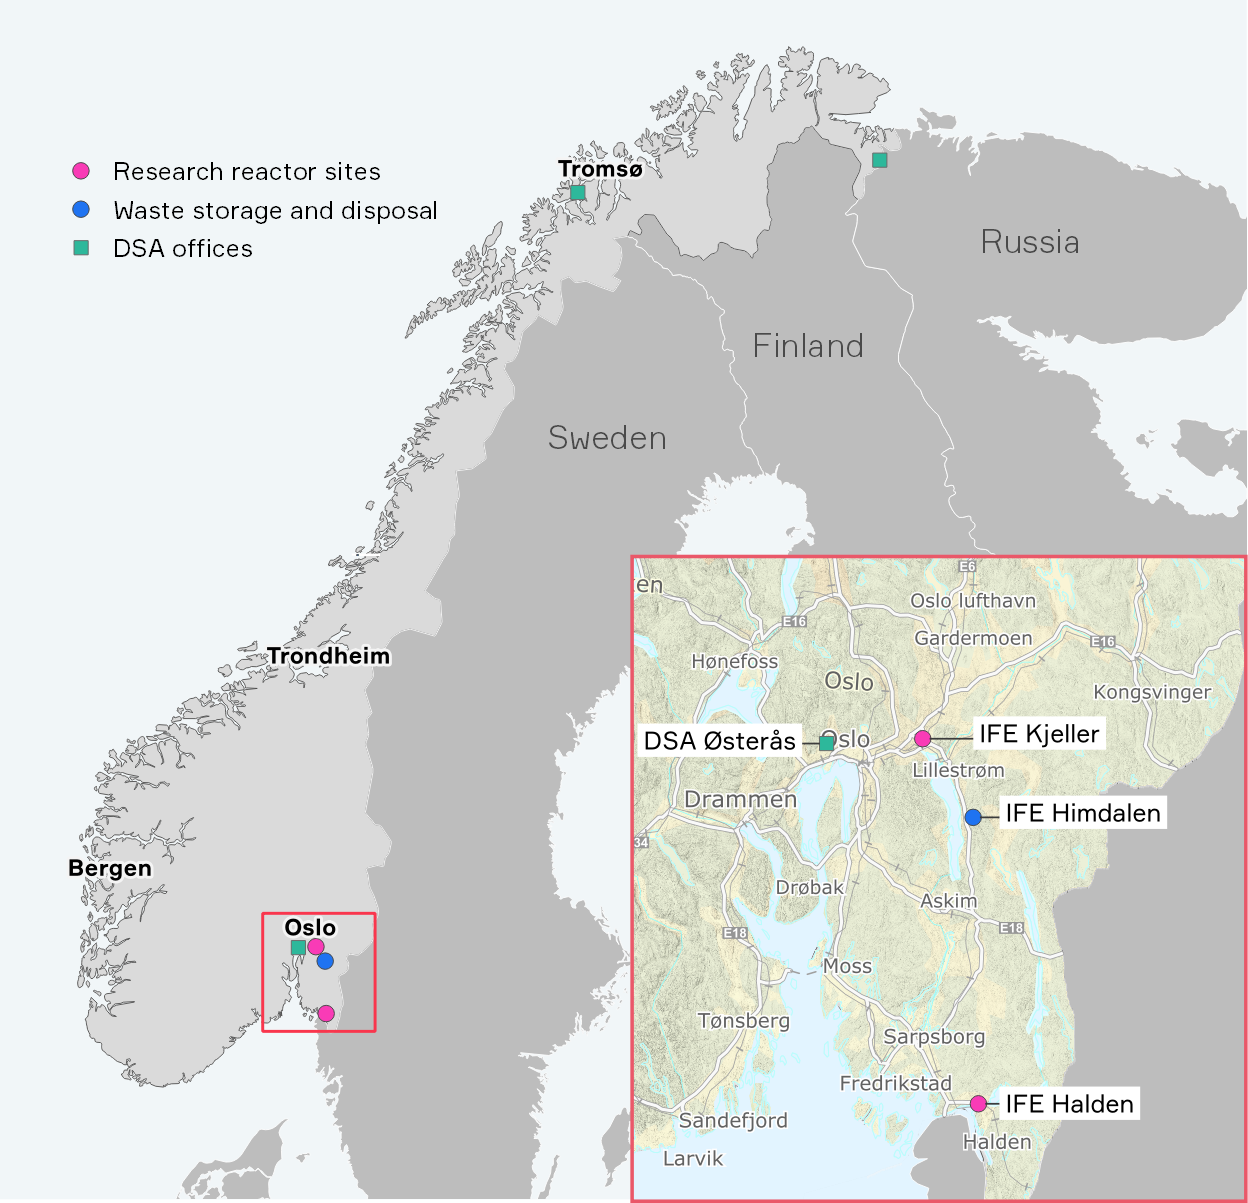 Research reactor sites
Waste storage and disposal
DSA offices
Tromsø
Russia
Finland
Sweden
Trondheim
Bergen
Oslo
en
E6
Oslo lufthavn
Gardermoen
E16
E16
Hønefoss
Oslo
Kongsvinger
DSA Østerås
Oslo
IFE Kjeller
Lillestrøm
Drammen
IFE Himdalen
34
Drøbak
Askim
E18
E18
Moss
Tønsberg
Sarpsborg
Fredrikstad
IFE Halden
Sandefjord
Halden
Larvik